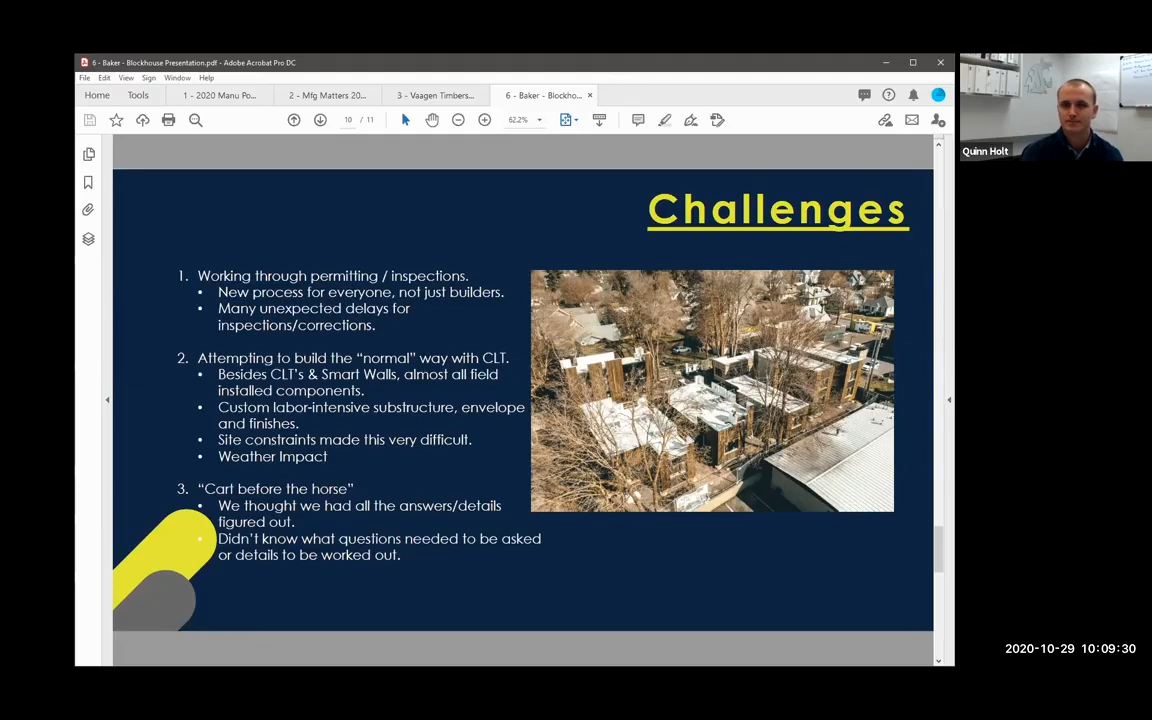 6 - Baker - Blockhouse Presentation.pdf - Adobe Acrobat Pro DC
File Edit View Sign Window Help
Home Tools 1 - 2020 Manu Po... 2 - Mfg Matters 20... 3 - Vaagen Timbers... 6 - Baker - Blockho... ×
10 / 11 62.2%
Quinn Holt
Challenges
1. Working through permitting / inspections.
• New process for everyone, not just builders.
• Many unexpected delays for
inspections/corrections.
2. Attempting to build the “normal” way with CLT.
• Besides CLT’s & Smart Walls, almost all field
installed components.
• Custom labor-intensive substructure, envelope
and finishes.
• Site constraints made this very difficult.
• Weather Impact
3. “Cart before the horse”
• We thought we had all the answers/details
figured out.
• Didn’t know what questions needed to be asked
or details to be worked out.
2020-10-29 10:09:30